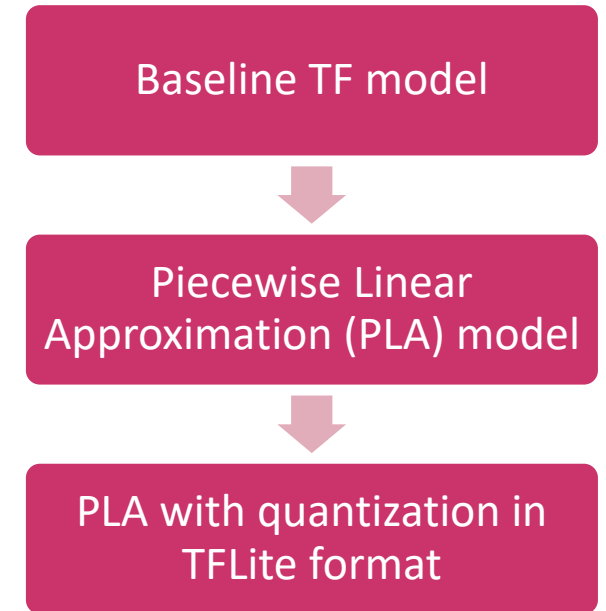 Baseline TF model
Piecewise Linear
Approximation (PLA) model
PLA with quantization in
TFLite format